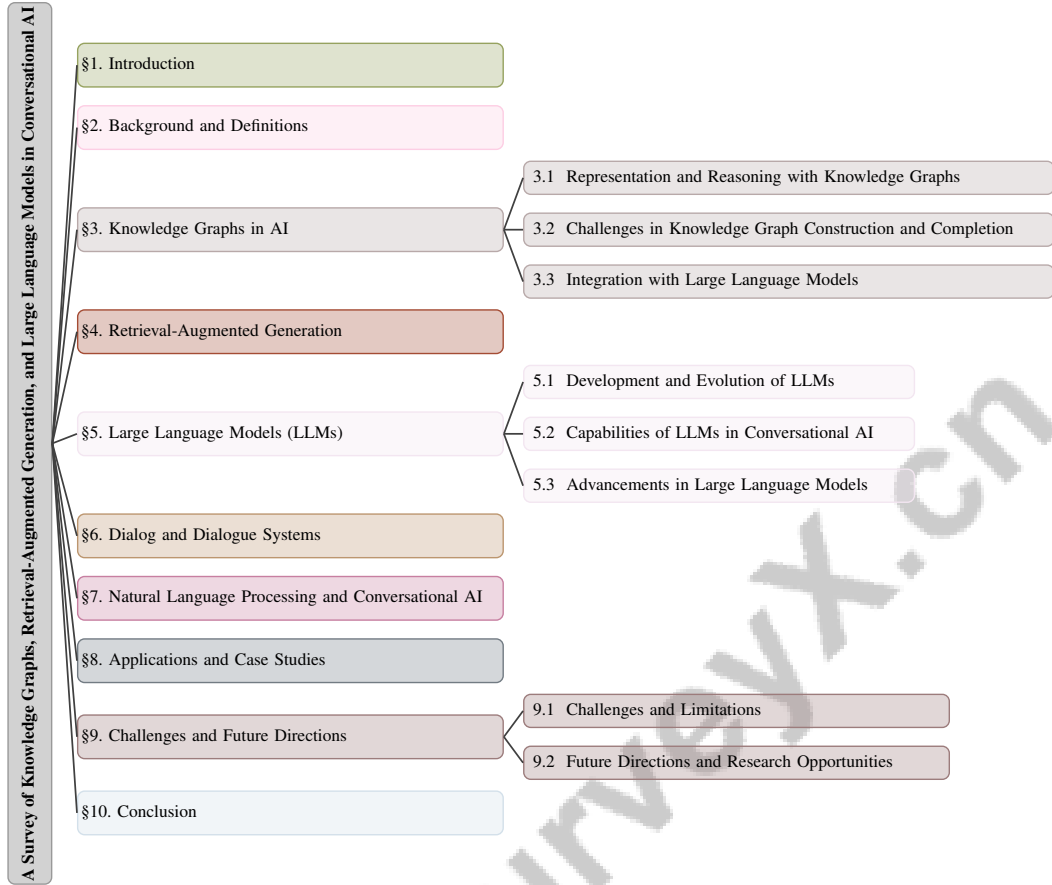 A Survey of Knowledge Graphs, Retrieval-Augmented Generation, and Large Language Models in Conversational AI
§1. Introduction
§2. Background and Definitions
§3. Knowledge Graphs in AI
3.1 Representation and Reasoning with Knowledge Graphs
3.2 Challenges in Knowledge Graph Construction and Completion
3.3 Integration with Large Language Models
§4. Retrieval-Augmented Generation
§5. Large Language Models (LLMs)
5.1 Development and Evolution of LLMs
5.2 Capabilities of LLMs in Conversational AI
5.3 Advancements in Large Language Models
§6. Dialog and Dialogue Systems
§7. Natural Language Processing and Conversational AI
§8. Applications and Case Studies
§9. Challenges and Future Directions
9.1 Challenges and Limitations
9.2 Future Directions and Research Opportunities
§10. Conclusion
urveyx.cn